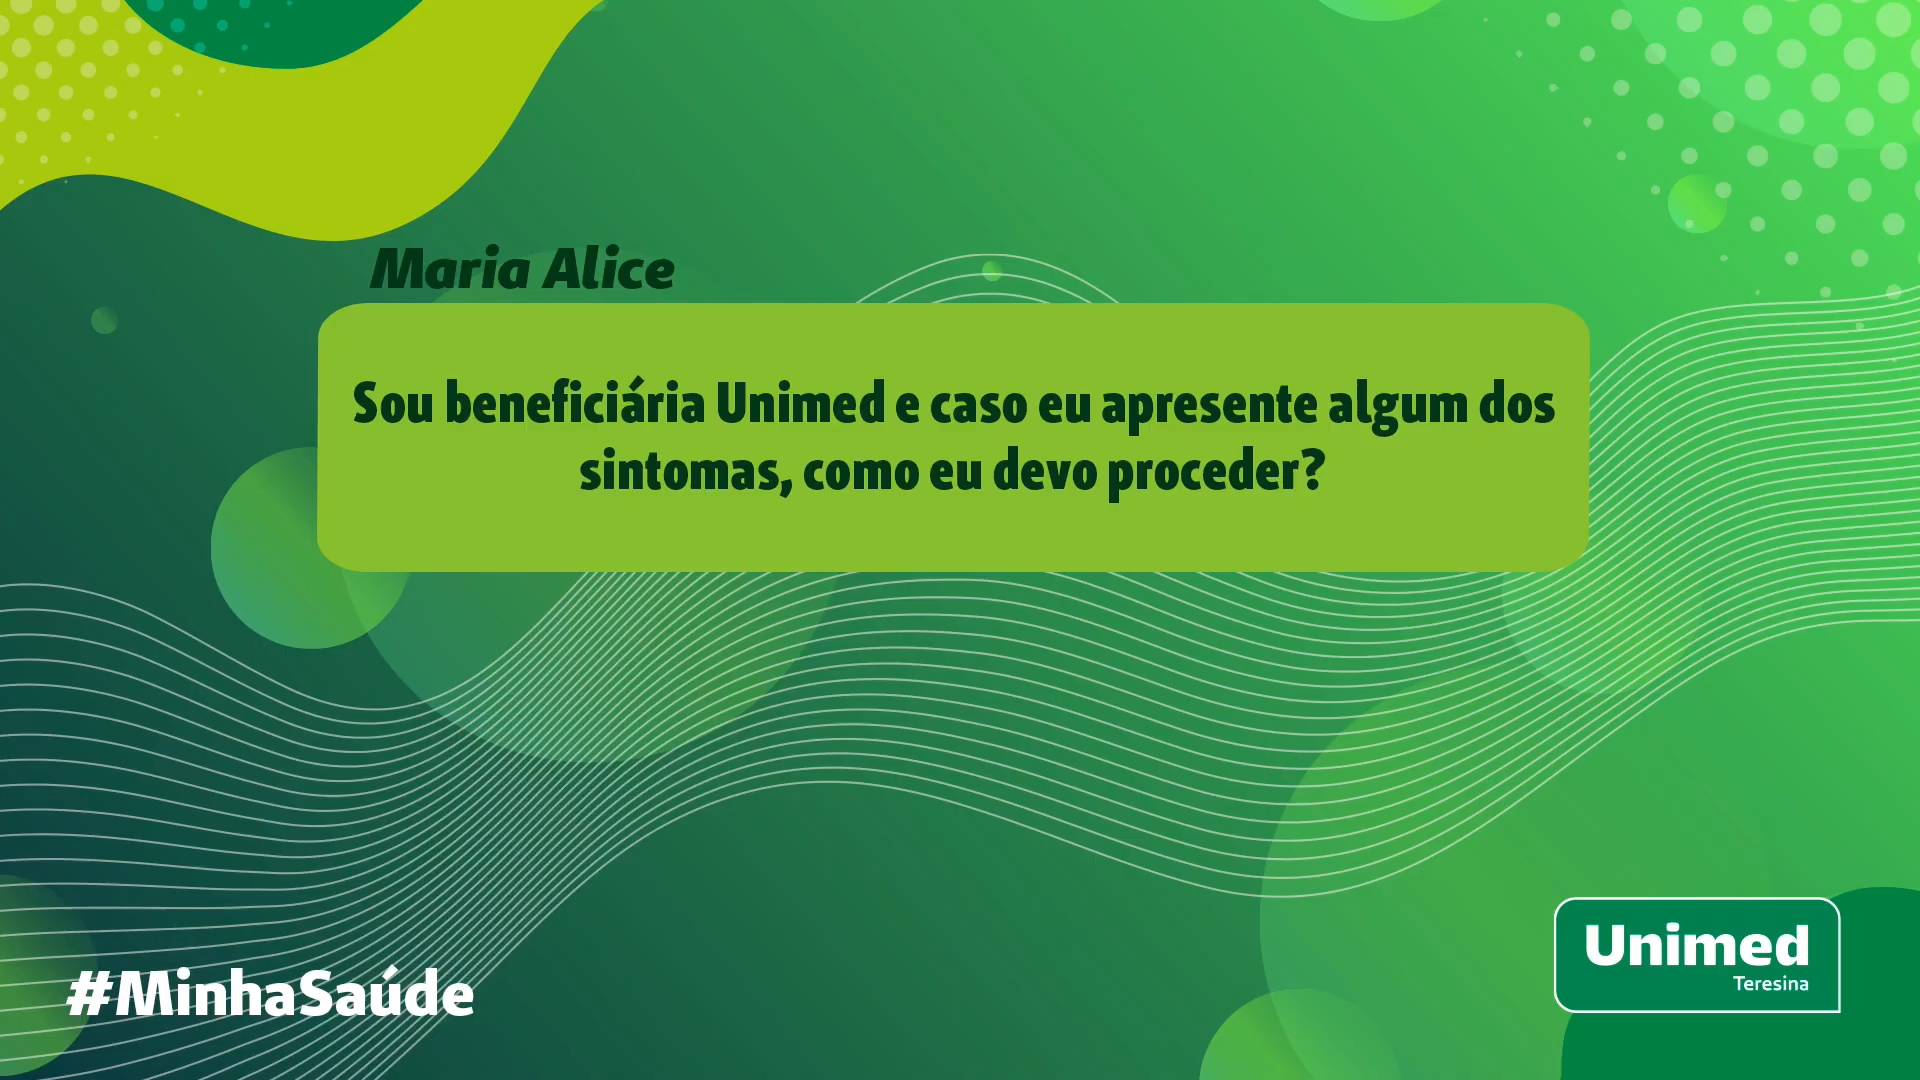 Maria Alice
Sou beneficiária Unimed e caso eu apresente algum dos
sintomas, como eu devo proceder?
#MinhaSaúde
Unimed
Teresina